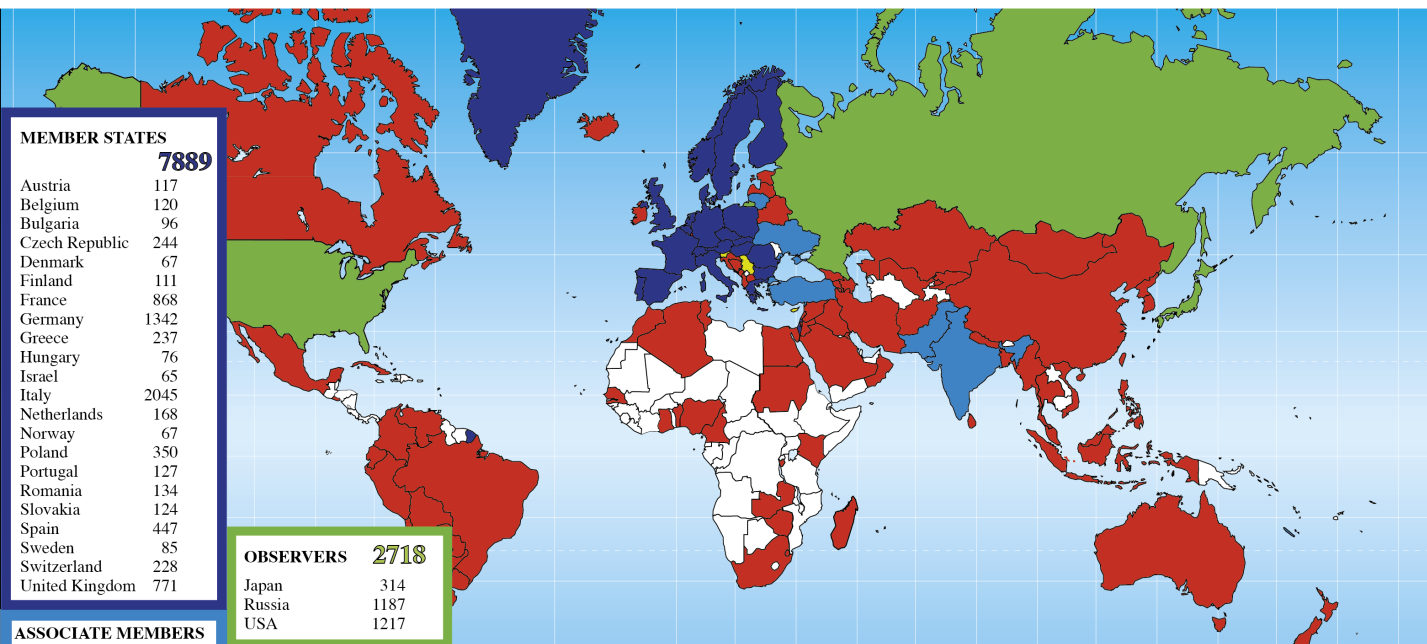 MEMBER STATES
7889
Austria 117
Belgium 120
Bulgaria 96
Czech Republic 244
Denmark 67
Finland 111
France 868
Germany 1342
Greece 237
Hungary 76
Israel 65
Italy 2045
Netherlands 168
Norway 67
Poland 350
Portugal 127
Romania 134
Slovakia 124
Spain 447
Sweden 85
Switzerland 228
United Kingdom 771
OBSERVERS 2718
Japan 314
Russia 1187
USA 1217
ASSOCIATE MEMBERS